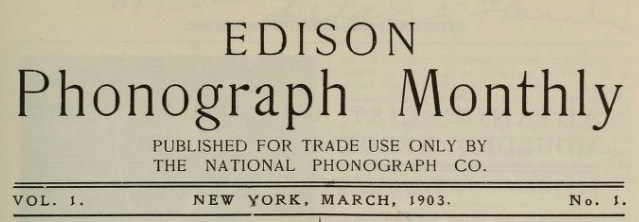 EDISON
Phonograph Monthly
PUBLISHED FOR TRADE USE ONLY BY
THE NATIONAL PHONOGRAPH CO.
VOL. 1. NEW YORK, MARCH, 1903. No. 1.